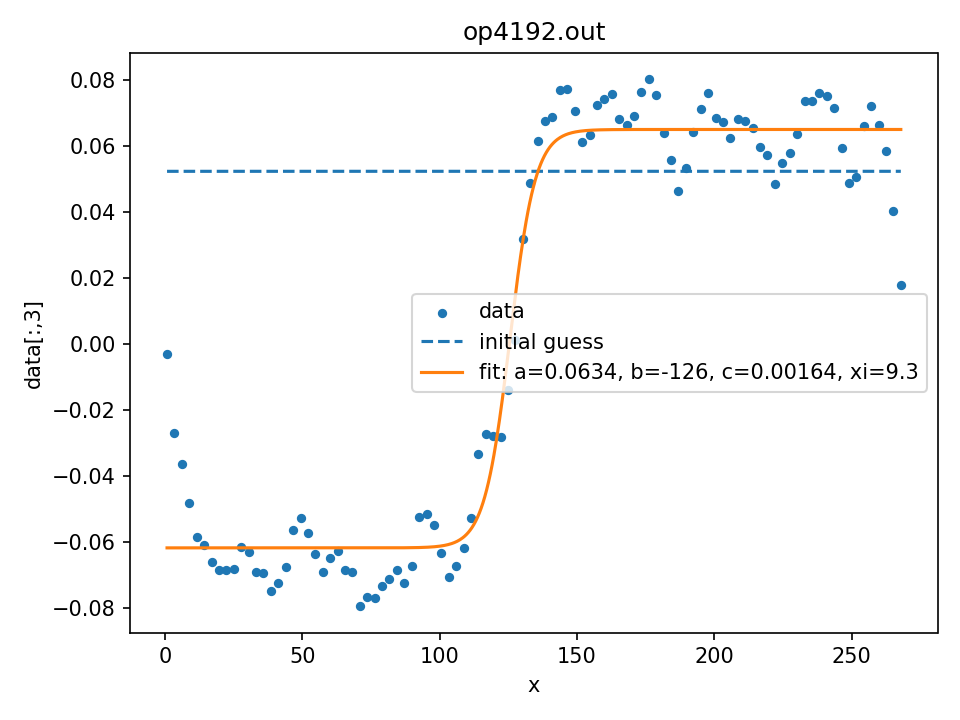 op4192.out
0.08
0.06
0.04
0.02
0.00
−0.02
−0.04
−0.06
−0.08
data[:,3]
data
initial guess
fit: a=0.0634, b=-126, c=0.00164, xi=9.3
0 50 100 150 200 250
x